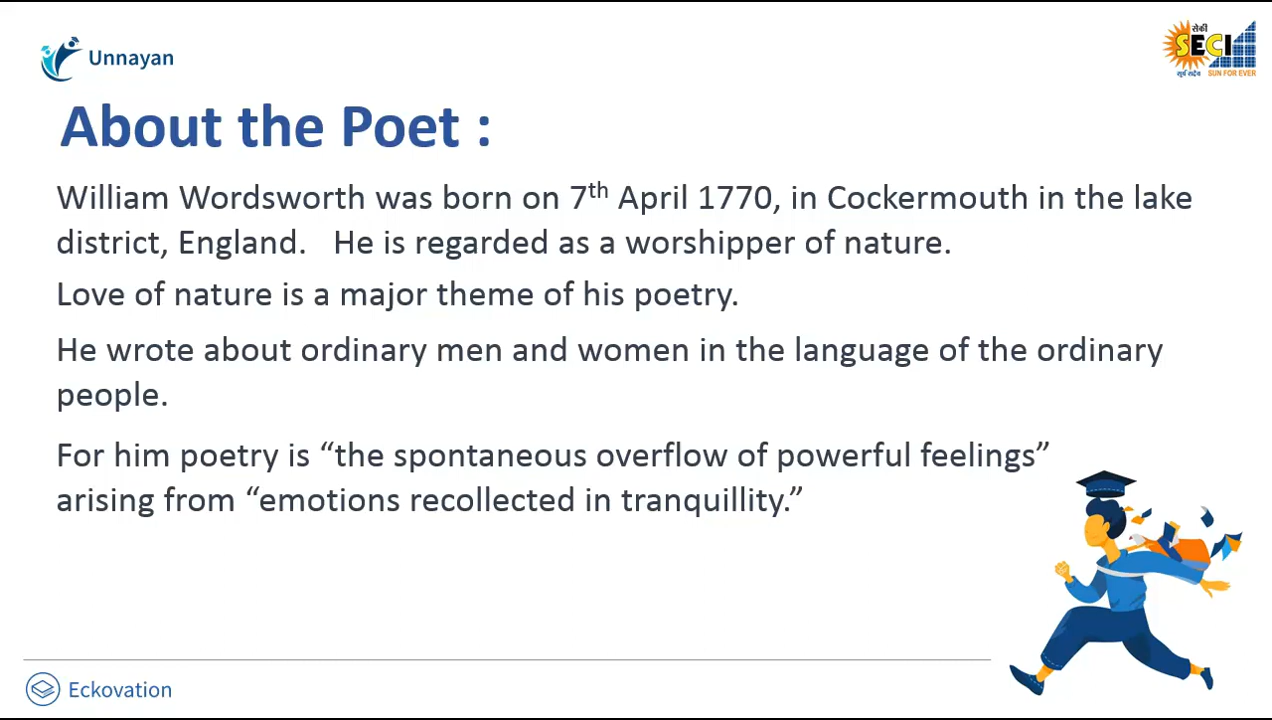 Unnayan
सेकी
SECI
सूर्य सदैव SUN FOR EVER
About the Poet :
William Wordsworth was born on 7th April 1770, in Cockermouth in the lake
district, England. He is regarded as a worshipper of nature.
Love of nature is a major theme of his poetry.
He wrote about ordinary men and women in the language of the ordinary
people.
For him poetry is “the spontaneous overflow of powerful feelings”
arising from “emotions recollected in tranquillity.”
Eckovation